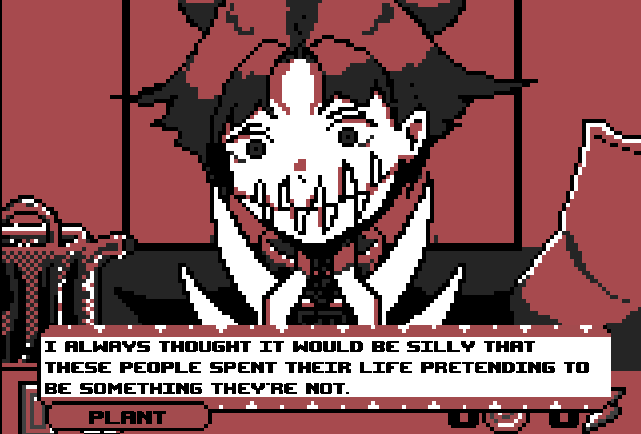 I ALWAYS THOUGHT IT WOULD BE SILLY THAT
THESE PEOPLE SPENT THEIR LIFE PRETENDING TO
BE SOMETHING THEY'RE NOT.
PLANT